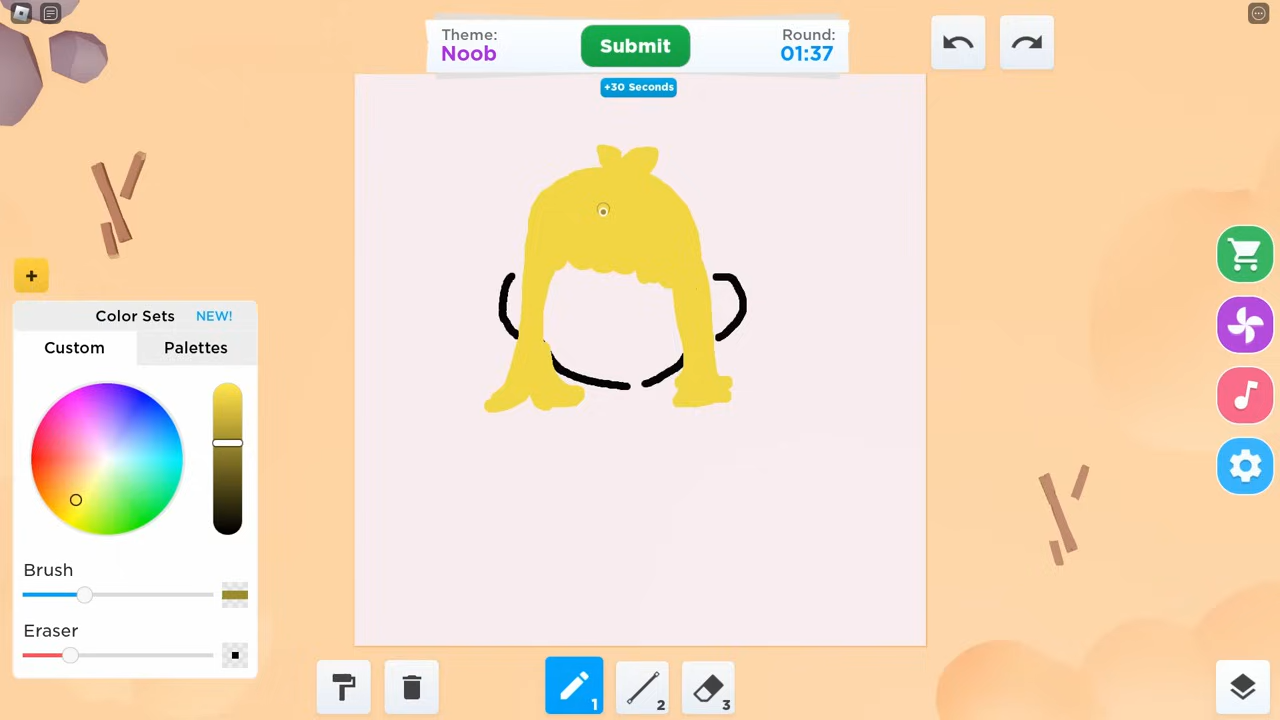 Theme:
Noob
Submit
Round:
01:37
+30 Seconds
+
Color Sets NEW!
Custom Palettes
Brush
Eraser
1
2
3